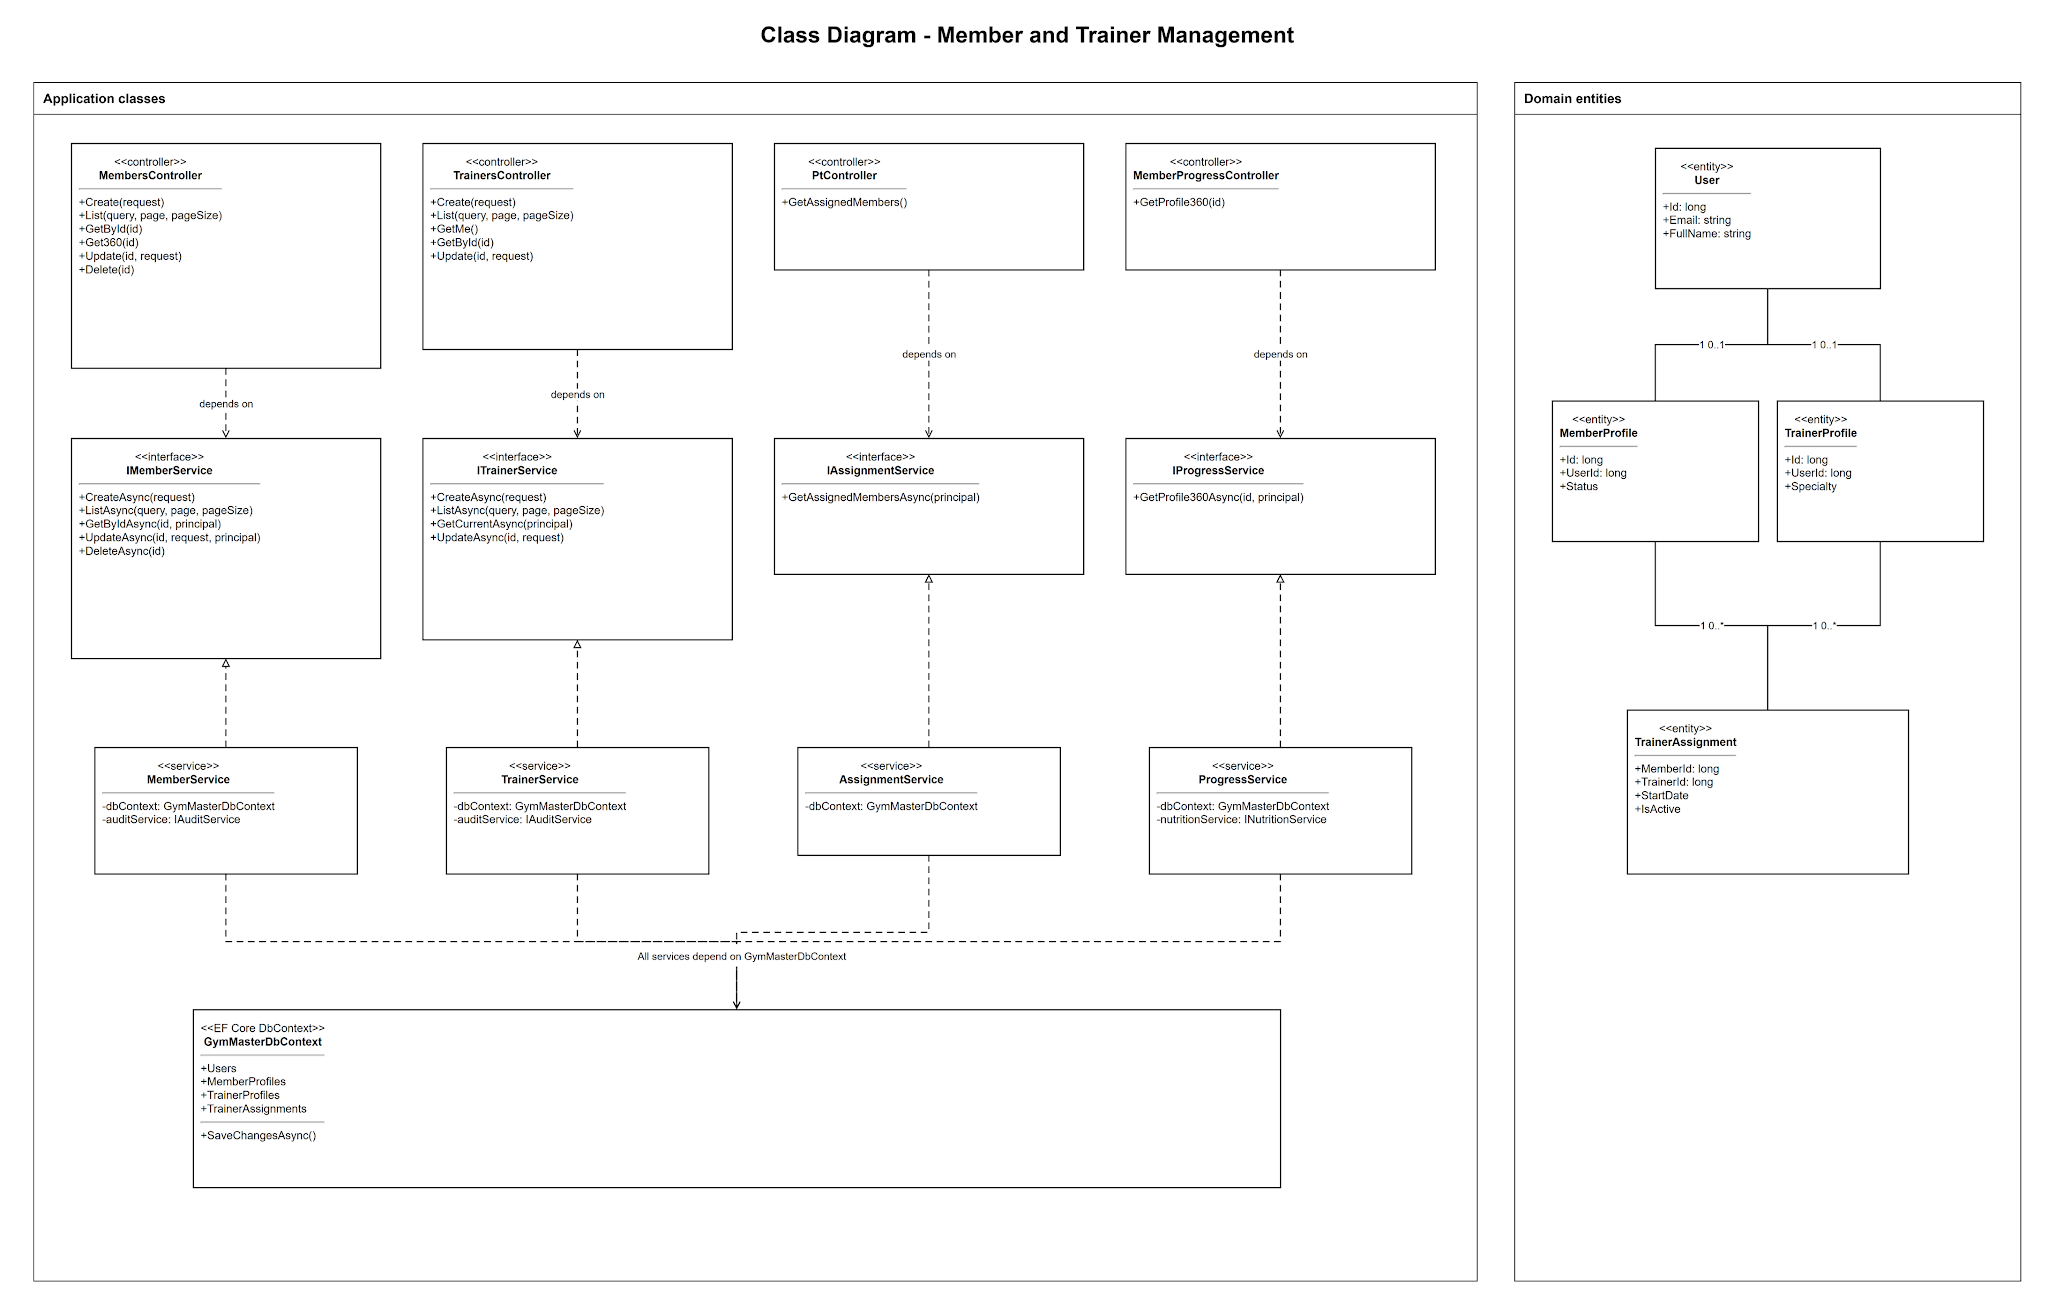 Class Diagram - Member and Trainer Management
Application classes
<<controller>>
MembersController
+Create(request)
+List(query, page, pageSize)
+GetById(id)
+Get360(id)
+Update(id, request)
+Delete(id)
<<controller>>
TrainersController
+Create(request)
+List(query, page, pageSize)
+GetMe()
+GetById(id)
+Update(id, request)
<<controller>>
PtController
+GetAssignedMembers()
<<controller>>
MemberProgressController
+GetProfile360(id)
depends on
depends on
depends on
depends on
<<interface>>
IMemberService
+CreateAsync(request)
+ListAsync(query, page, pageSize)
+GetByIdAsync(id, principal)
+UpdateAsync(id, request, principal)
+DeleteAsync(id)
<<interface>>
ITrainerService
+CreateAsync(request)
+ListAsync(query, page, pageSize)
+GetCurrentAsync(principal)
+UpdateAsync(id, request)
<<interface>>
IAssignmentService
+GetAssignedMembersAsync(principal)
<<interface>>
IProgressService
+GetProfile360Async(id, principal)
<<service>>
MemberService
-dbContext: GymMasterDbContext
-auditService: IAuditService
<<service>>
TrainerService
-dbContext: GymMasterDbContext
-auditService: IAuditService
<<service>>
AssignmentService
-dbContext: GymMasterDbContext
<<service>>
ProgressService
-dbContext: GymMasterDbContext
-nutritionService: INutritionService
All services depend on GymMasterDbContext
<<EF Core DbContext>>
GymMasterDbContext
+Users
+MemberProfiles
+TrainerProfiles
+TrainerAssignments
+SaveChangesAsync()
Domain entities
<<entity>>
User
+Id: long
+Email: string
+FullName: string
1 0..1
1 0..1
<<entity>>
MemberProfile
+Id: long
+UserId: long
+Status
<<entity>>
TrainerProfile
+Id: long
+UserId: long
+Specialty
1 0..*
1 0..*
<<entity>>
TrainerAssignment
+MemberId: long
+TrainerId: long
+StartDate
+IsActive